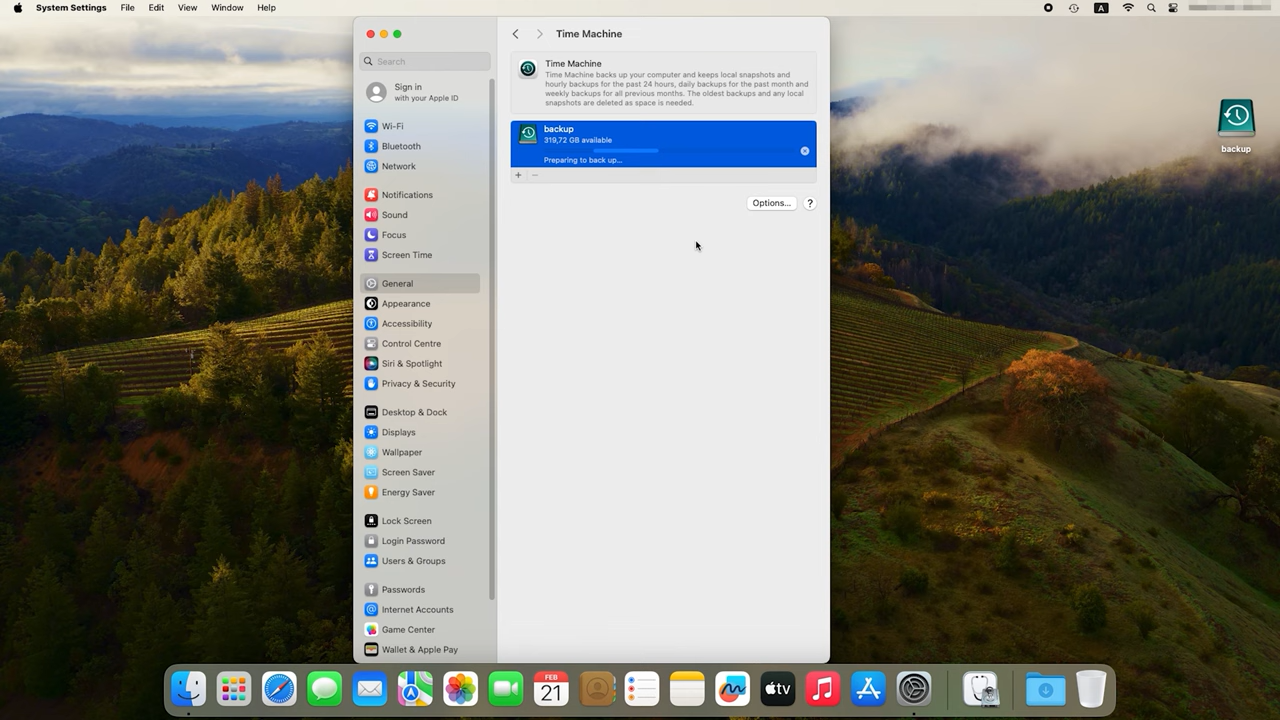 System Settings File Edit View Window Help
A
Time Machine
Search
Time Machine
Time Machine backs up your computer and keeps local snapshots and
hourly backups for the past 24 hours, daily backups for the past month and
weekly backups for all previous months. The oldest backups and any local
snapshots are deleted as space is needed.
Sign in
with your Apple ID
backup
319,72 GB available
Preparing to back up...
+ −
Options... ?
backup
Wi-Fi
Bluetooth
Network
Notifications
Sound
Focus
Screen Time
General
Appearance
Accessibility
Control Centre
Siri & Spotlight
Privacy & Security
Desktop & Dock
Displays
Wallpaper
Screen Saver
Energy Saver
Lock Screen
Login Password
Users & Groups
Passwords
Internet Accounts
Game Center
Wallet & Apple Pay
FEB
21
tv